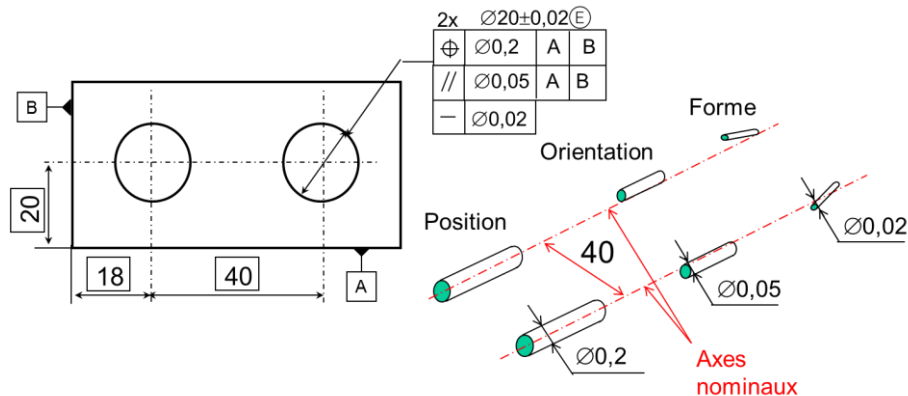 2x ⌀20±0,02Ⓔ
⌖ ⌀0,2 A B
// ⌀0,05 A B
— ⌀0,02
B
20
18
40
A
Forme
Orientation
Position
40
⌀0,02
⌀0,05
⌀0,2
Axes
nominaux